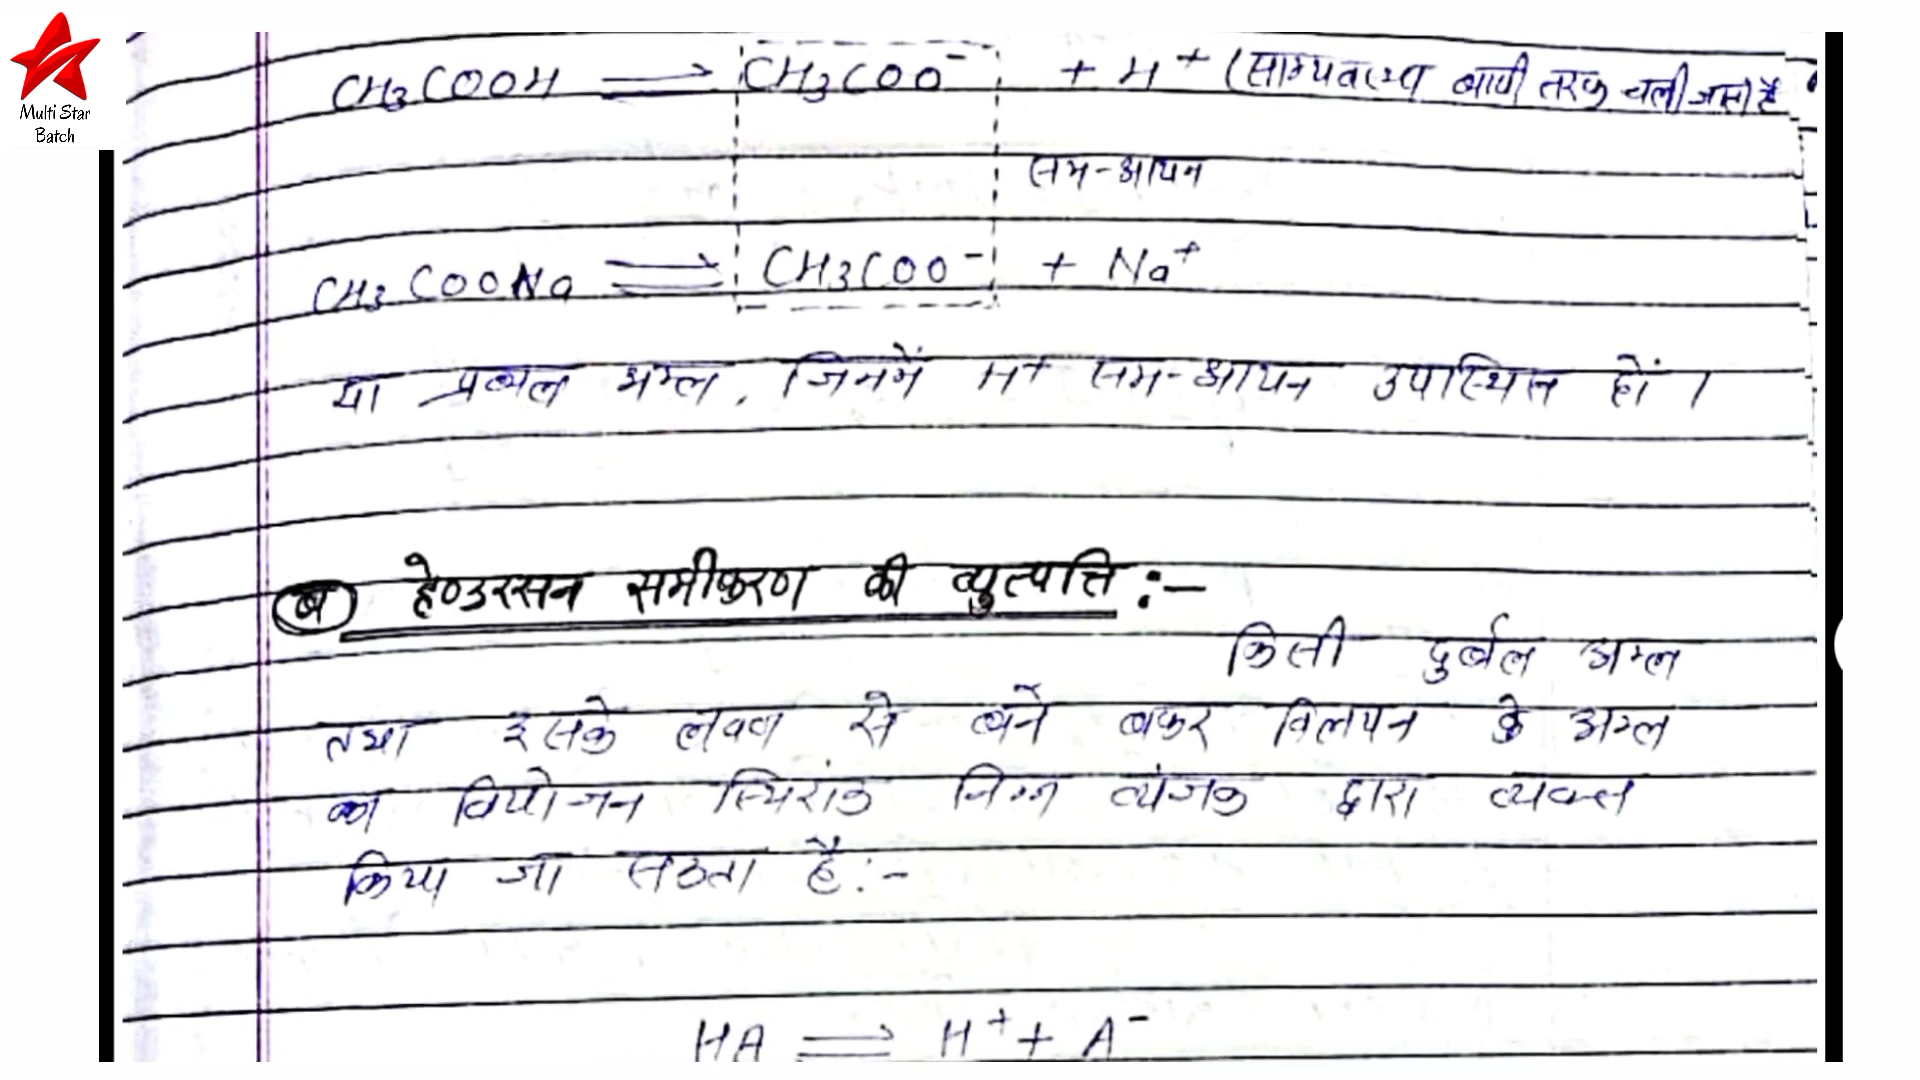 Multi Star
Batch
CH3COOH ⇌ CH3COO⁻ + H⁺ (साम्यवस्था बायी तरफ चली जाती है
सम-आयन
CH3COONa ⇌ CH3COO⁻ + Na⁺
या प्रबल अम्ल, जिनमें H⁺ सम-आयन उपस्थित हों ।
(ब) हेण्डरसन समीकरण की व्युत्पत्ति :-
किसी दुर्बल अम्ल
तथा इसके लवण से बने बफर विलयन के अम्ल
का वियोजन स्थिरांक निम्न व्यंजक द्वारा व्यक्त
किया जा सकता है:-
HA ⇌ H⁺ + A⁻